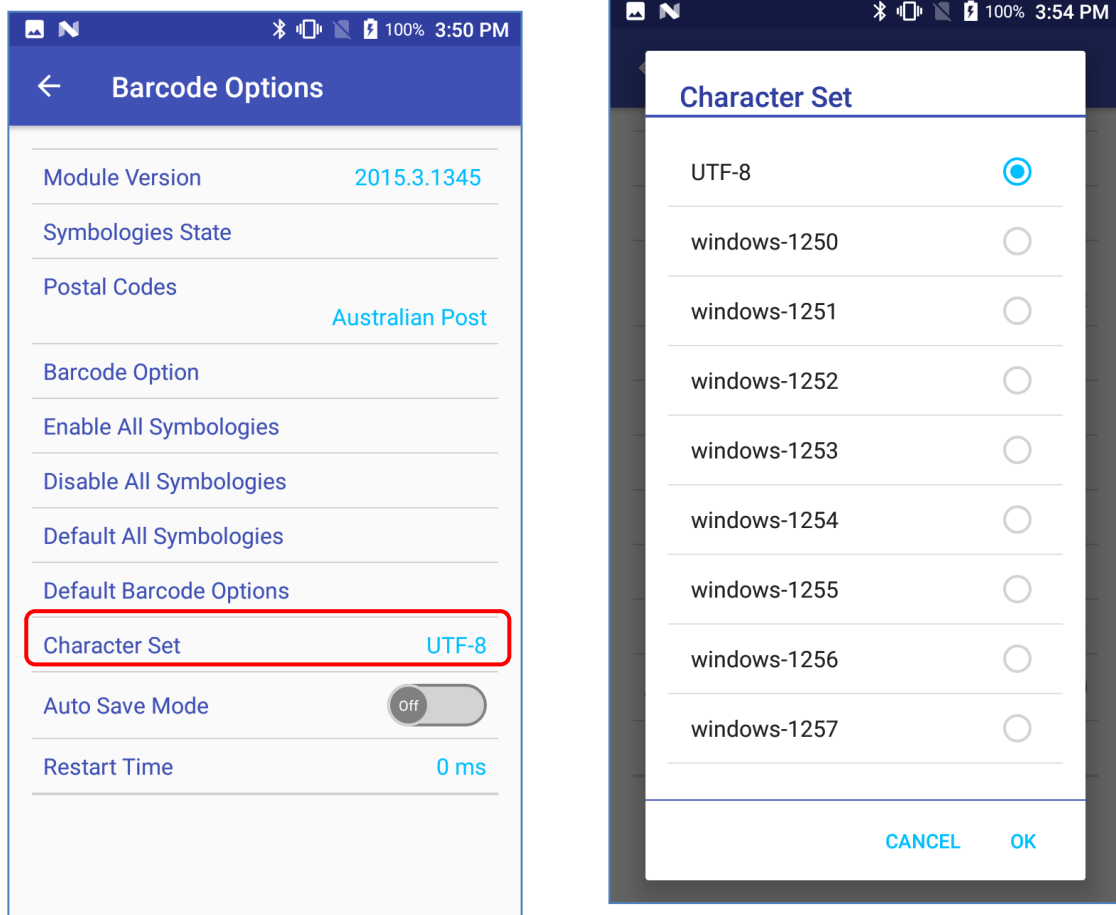 100% 3:50 PM
Barcode Options
Module Version 2015.3.1345
Symbologies State
Postal Codes
Australian Post
Barcode Option
Enable All Symbologies
Disable All Symbologies
Default All Symbologies
Default Barcode Options
Character Set UTF-8
Auto Save Mode Off
Restart Time 0 ms
100% 3:54 PM
Character Set
UTF-8
windows-1250
windows-1251
windows-1252
windows-1253
windows-1254
windows-1255
windows-1256
windows-1257
CANCEL OK